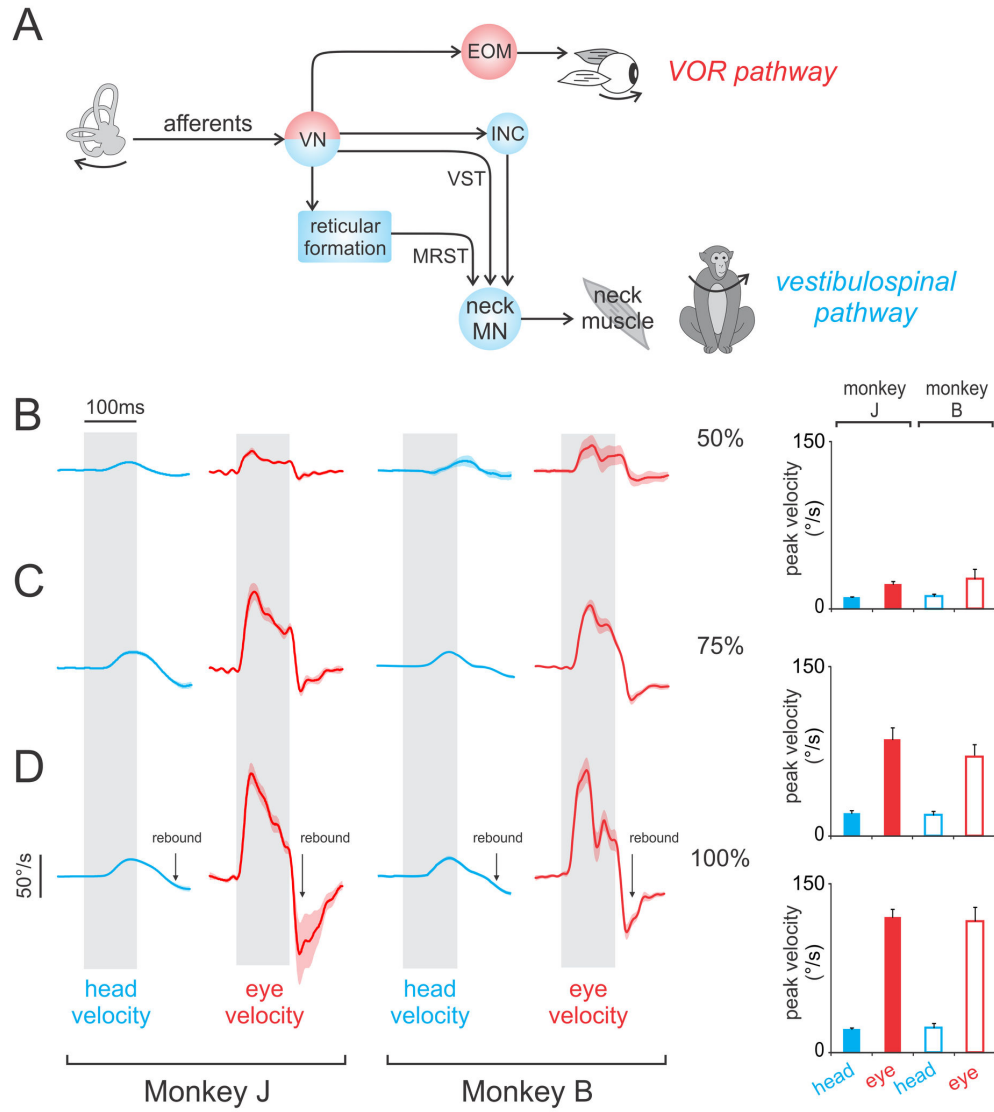 A
EOM
VOR pathway
afferents
VN
INC
VST
reticular
formation
MRST
neck
MN
neck
muscle
vestibulospinal
pathway
B
100ms
50%
monkey
J
monkey
B
150
peak velocity
(°/s)
0
C
75%
peak velocity
(°/s)
0
D
50°/s
rebound
rebound
rebound
rebound
100%
150
peak velocity
(°/s)
0
head
velocity
eye
velocity
head
velocity
eye
velocity
head
eye
head
eye
Monkey J
Monkey B